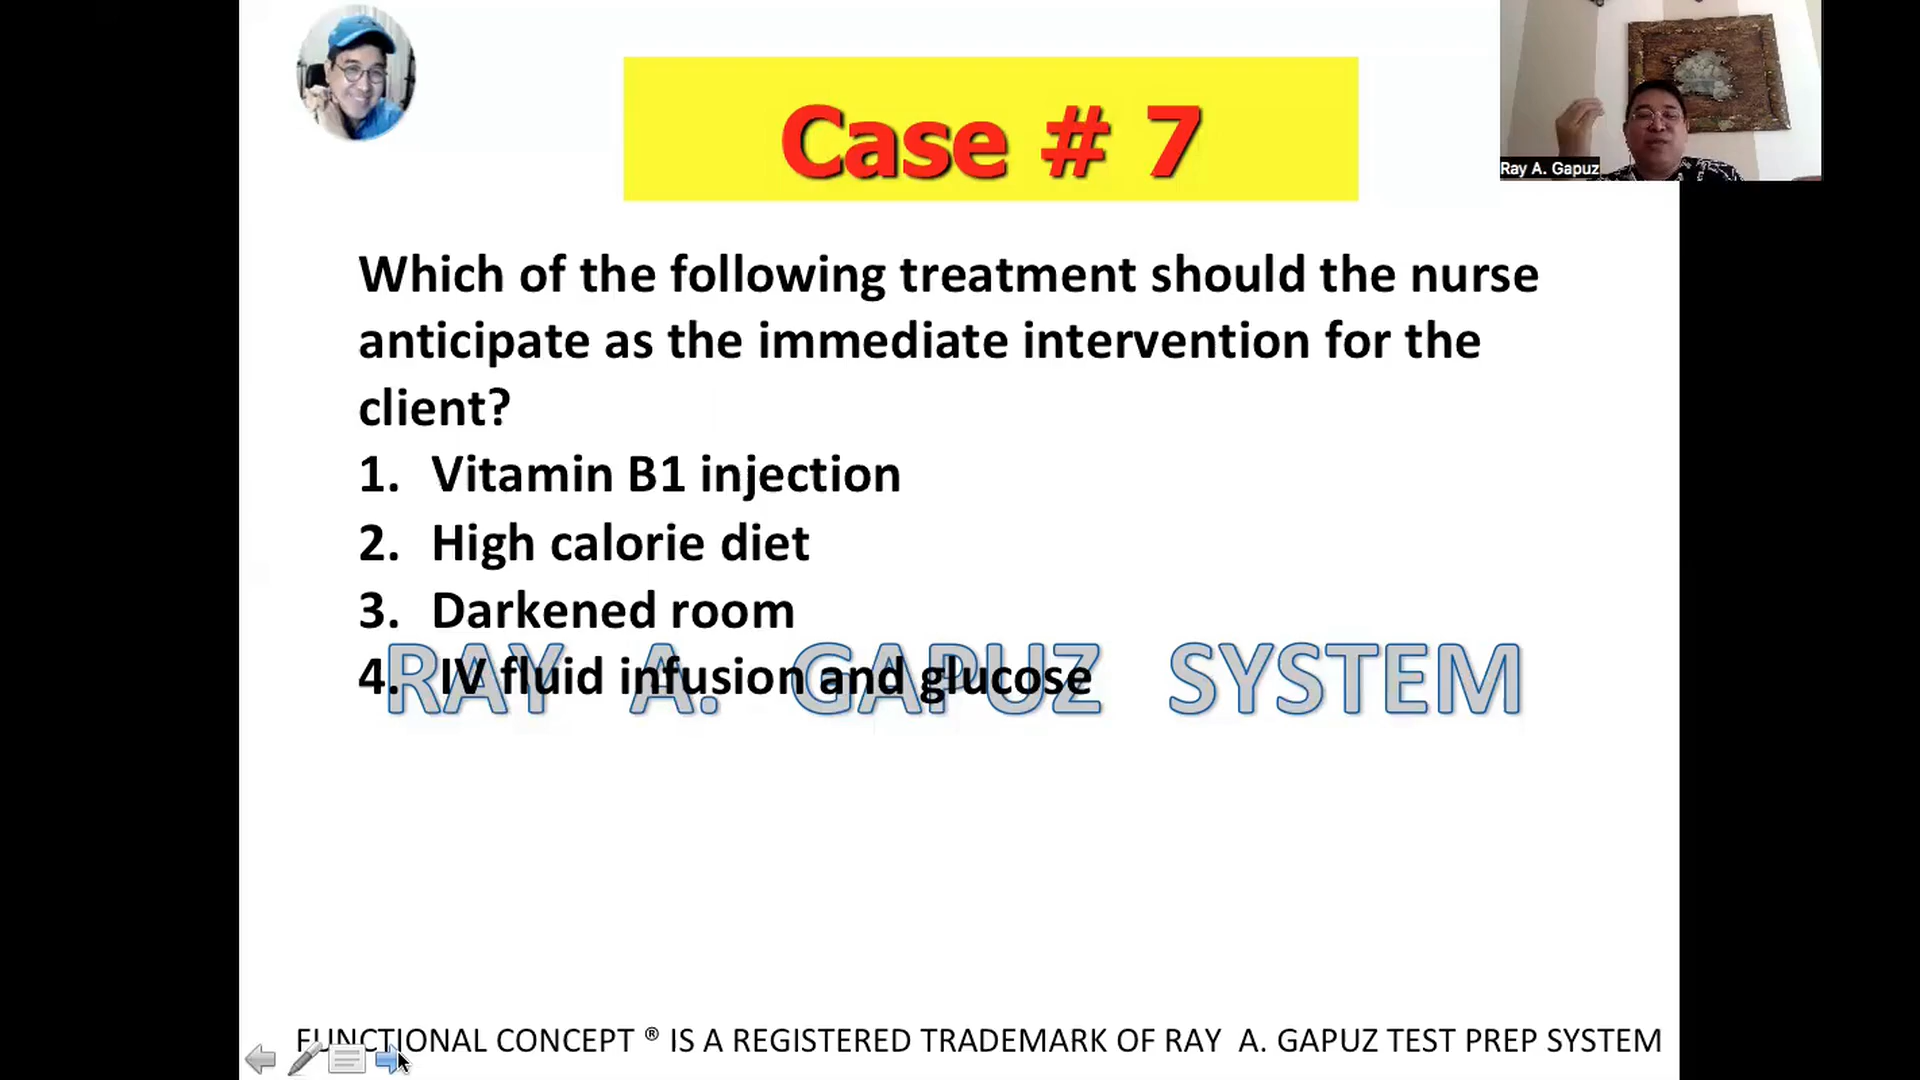 Case # 7
Ray A. Gapuz
Which of the following treatment should the nurse
anticipate as the immediate intervention for the
client?
1. Vitamin B1 injection
2. High calorie diet
3. Darkened room
4. IV fluid infusion and glucose
RAY A. GAPUZ SYSTEM
FUNCTIONAL CONCEPT ® IS A REGISTERED TRADEMARK OF RAY A. GAPUZ TEST PREP SYSTEM